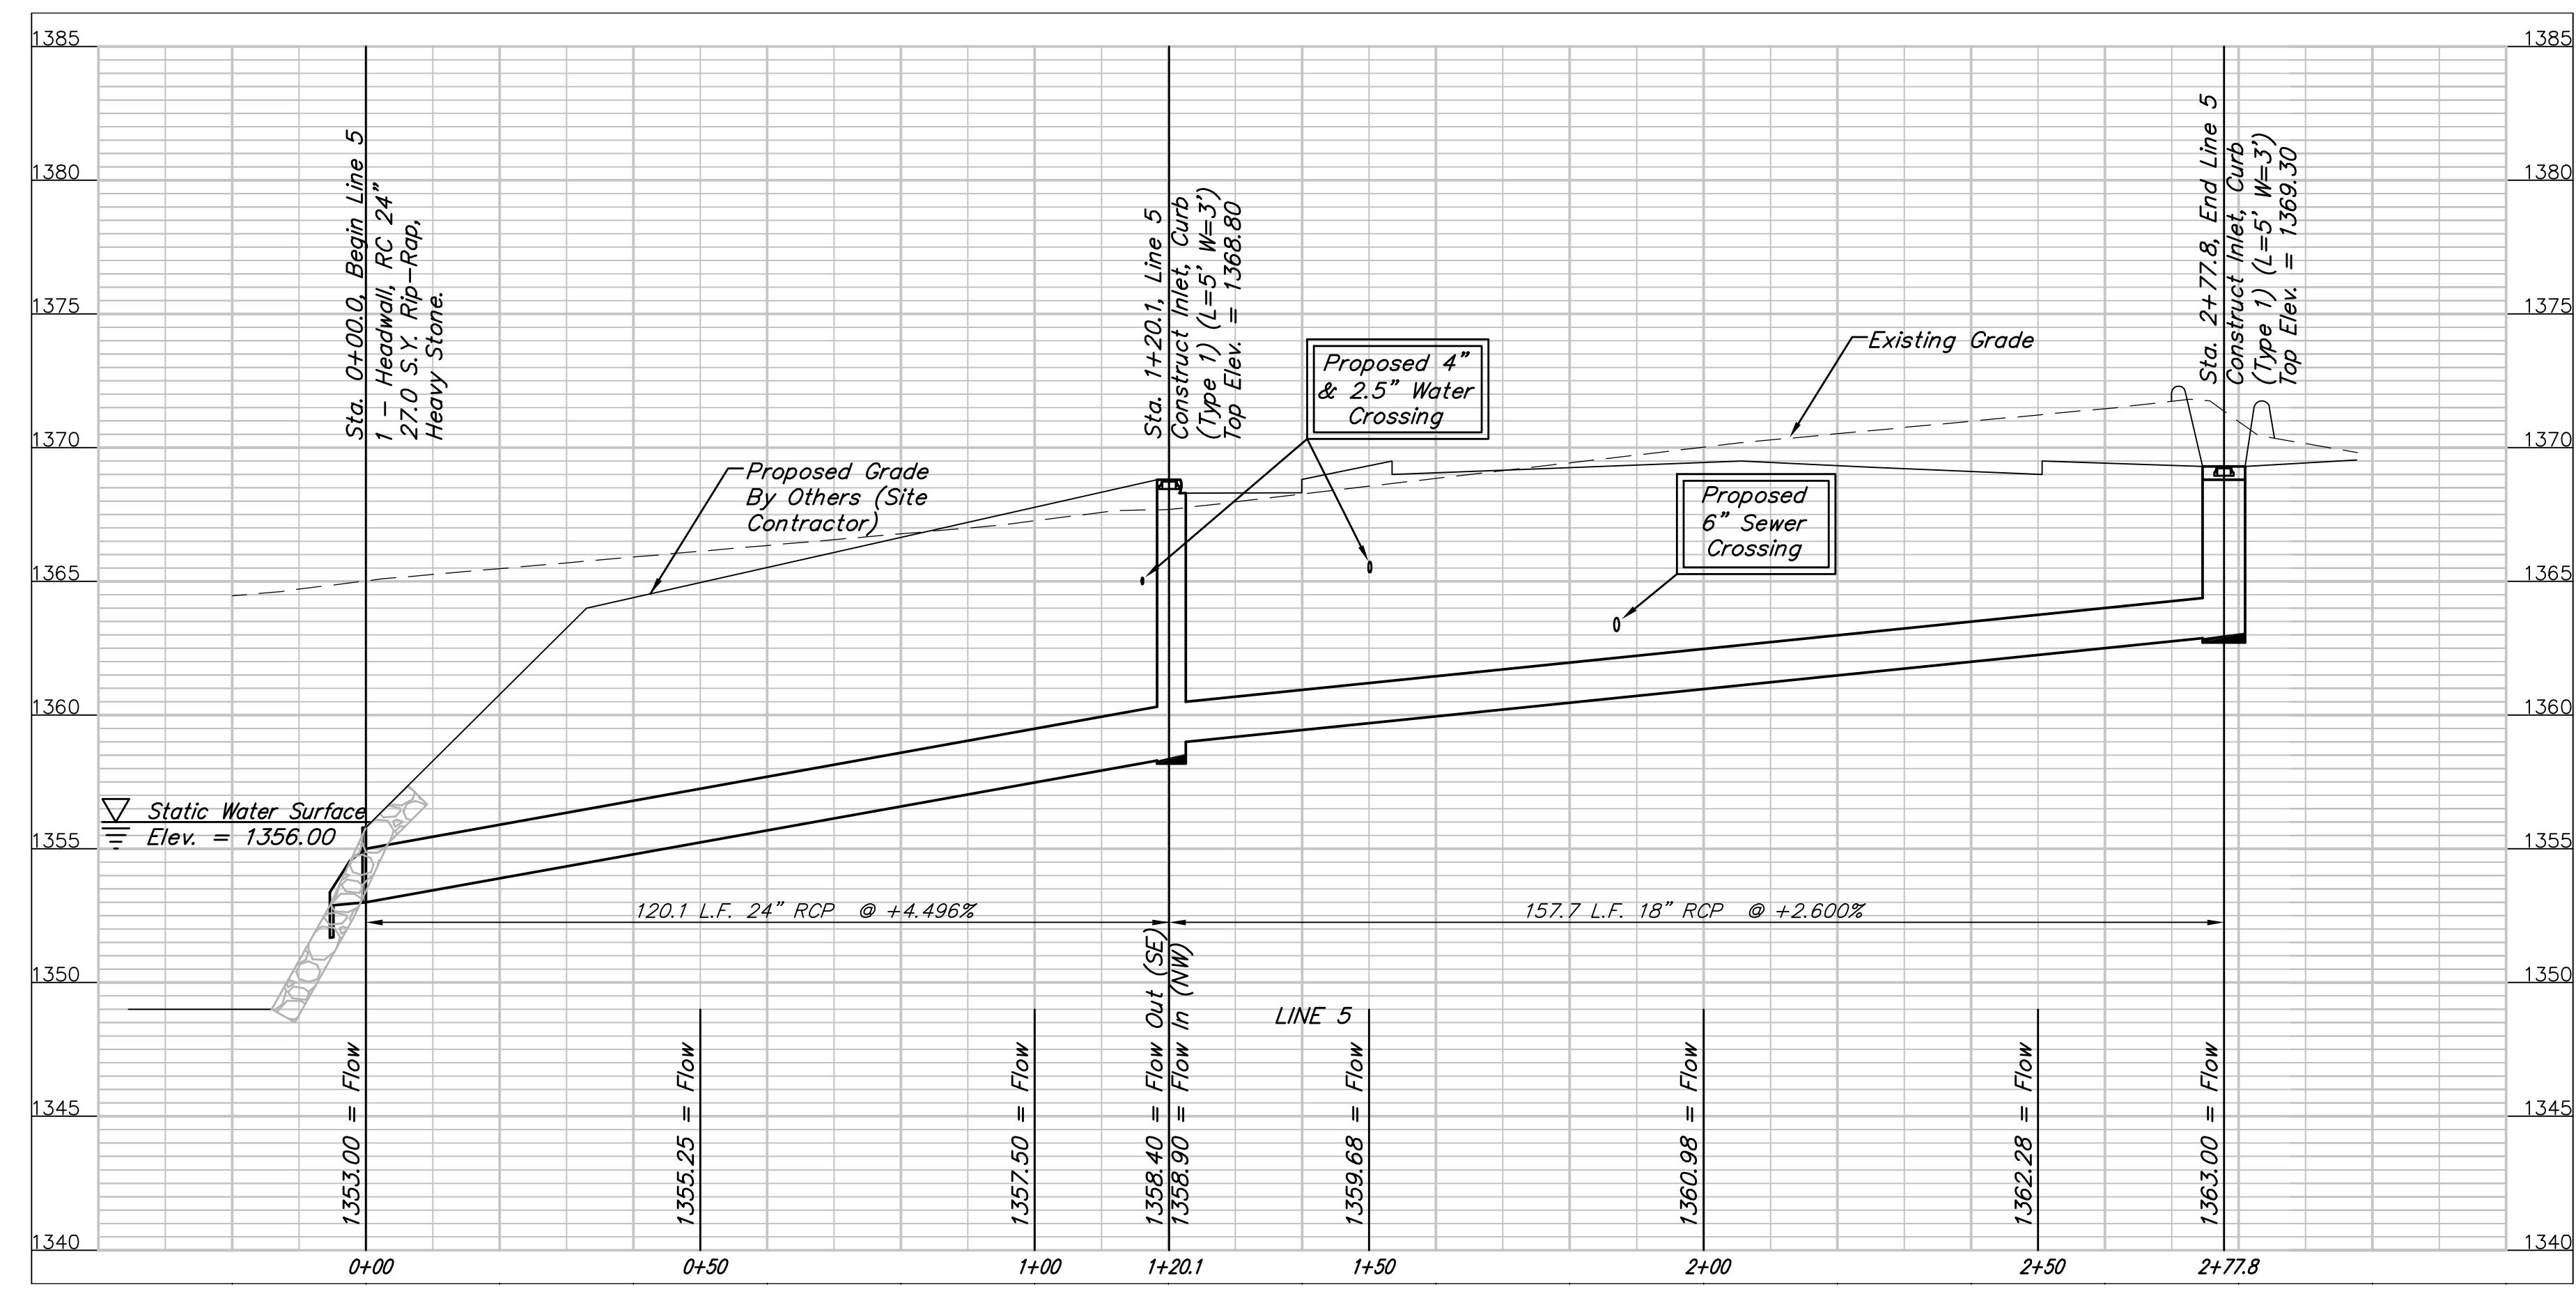 1385
1385
1380
1380
1375
1375
1370
1370
1365
1365
1360
1360
1355
1355
1350
1350
1345
1345
1340
1340
Sta. 0+00.0, Begin Line 5
1 - Headwall, RC 24"
27.0 S.Y. Rip-Rap,
Heavy Stone.
Sta. 1+20.1, Line 5
Construct Inlet, Curb
(Type 1) (L=5' W=3')
Top Elev. = 1368.80
Sta. 2+77.8, End Line 5
Construct Inlet, Curb
(Type 1) (L=5' W=3')
Top Elev. = 1369.30
Proposed 4"
& 2.5" Water
Crossing
Existing Grade
Proposed Grade
By Others (Site
Contractor)
Proposed
6" Sewer
Crossing
Static Water Surface
Elev. = 1356.00
120.1 L.F. 24" RCP @ +4.496%
157.7 L.F. 18" RCP @ +2.600%
LINE 5
1353.00 = Flow
1355.25 = Flow
1357.50 = Flow
1358.40 = Flow Out (SE)
1358.90 = Flow In (NW)
1359.68 = Flow
1360.98 = Flow
1362.28 = Flow
1363.00 = Flow
0+00
0+50
1+00
1+20.1
1+50
2+00
2+50
2+77.8